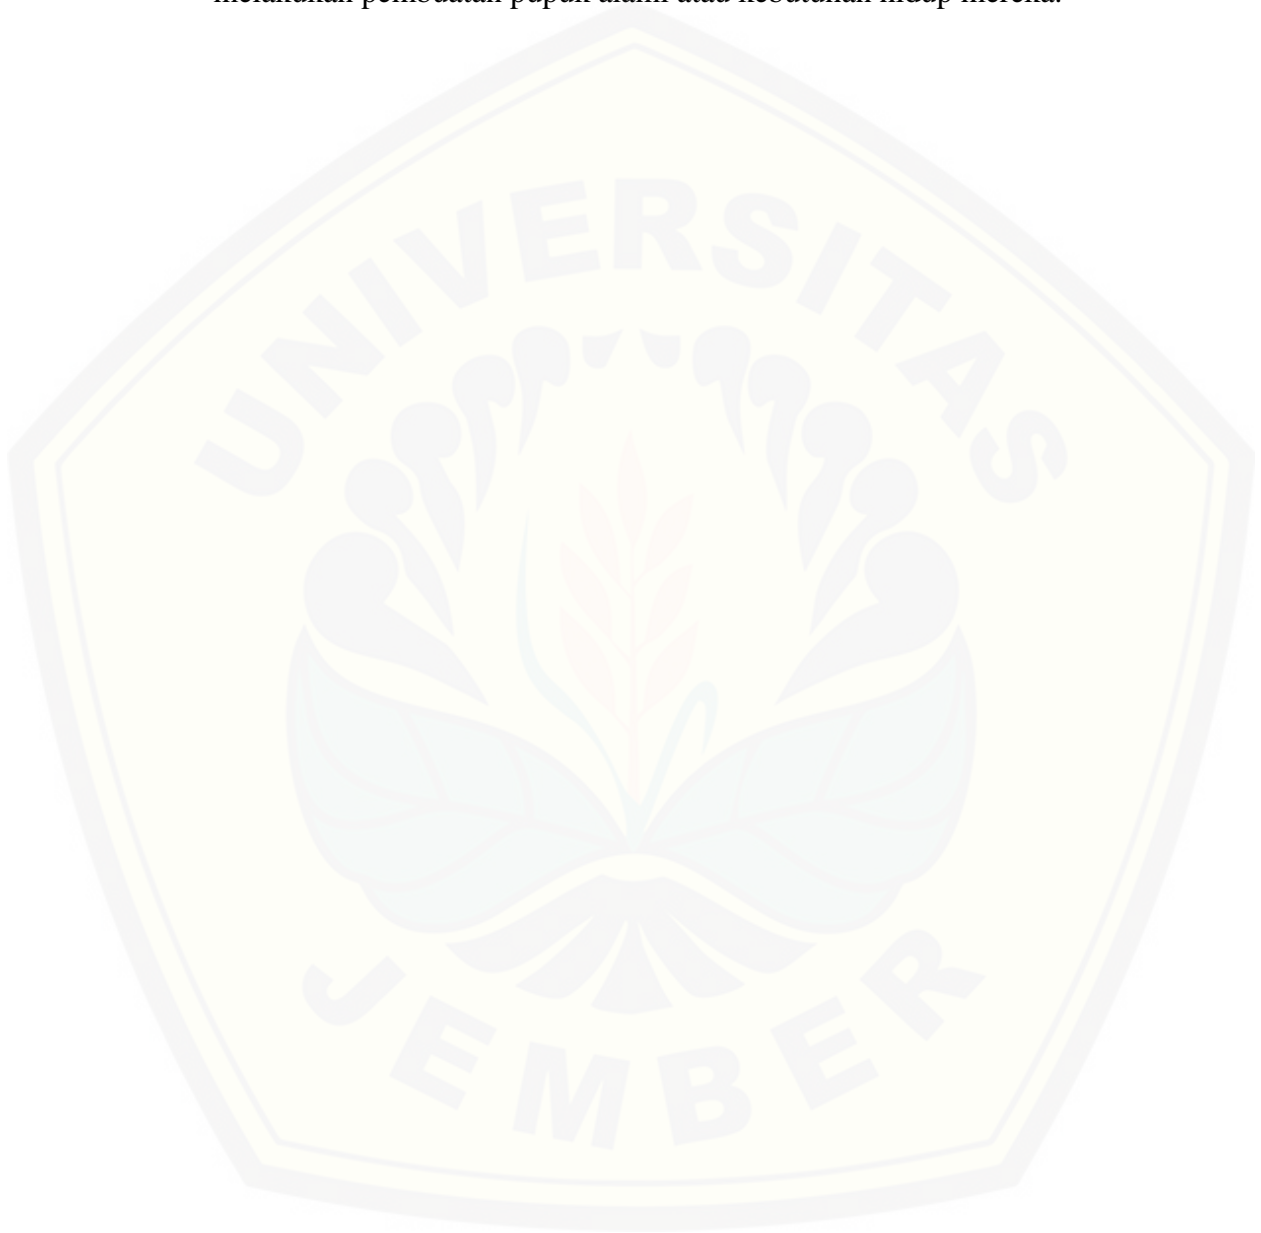 melakukan pembuatan pupuk alami atau kebutuhan hidup mereka.
UNIVERSITAS
JEMBER